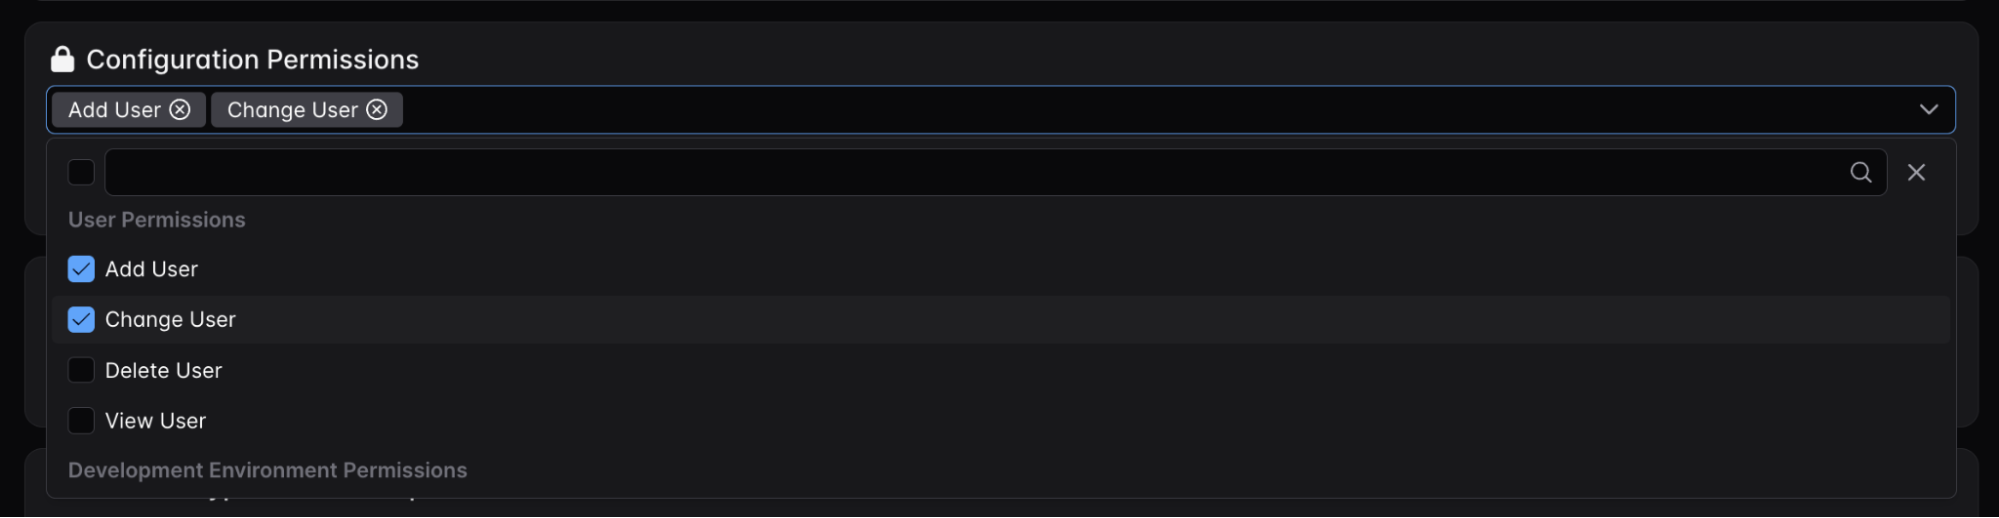 Configuration Permissions
Add User Change User
User Permissions
Add User
Change User
Delete User
View User
Development Environment Permissions